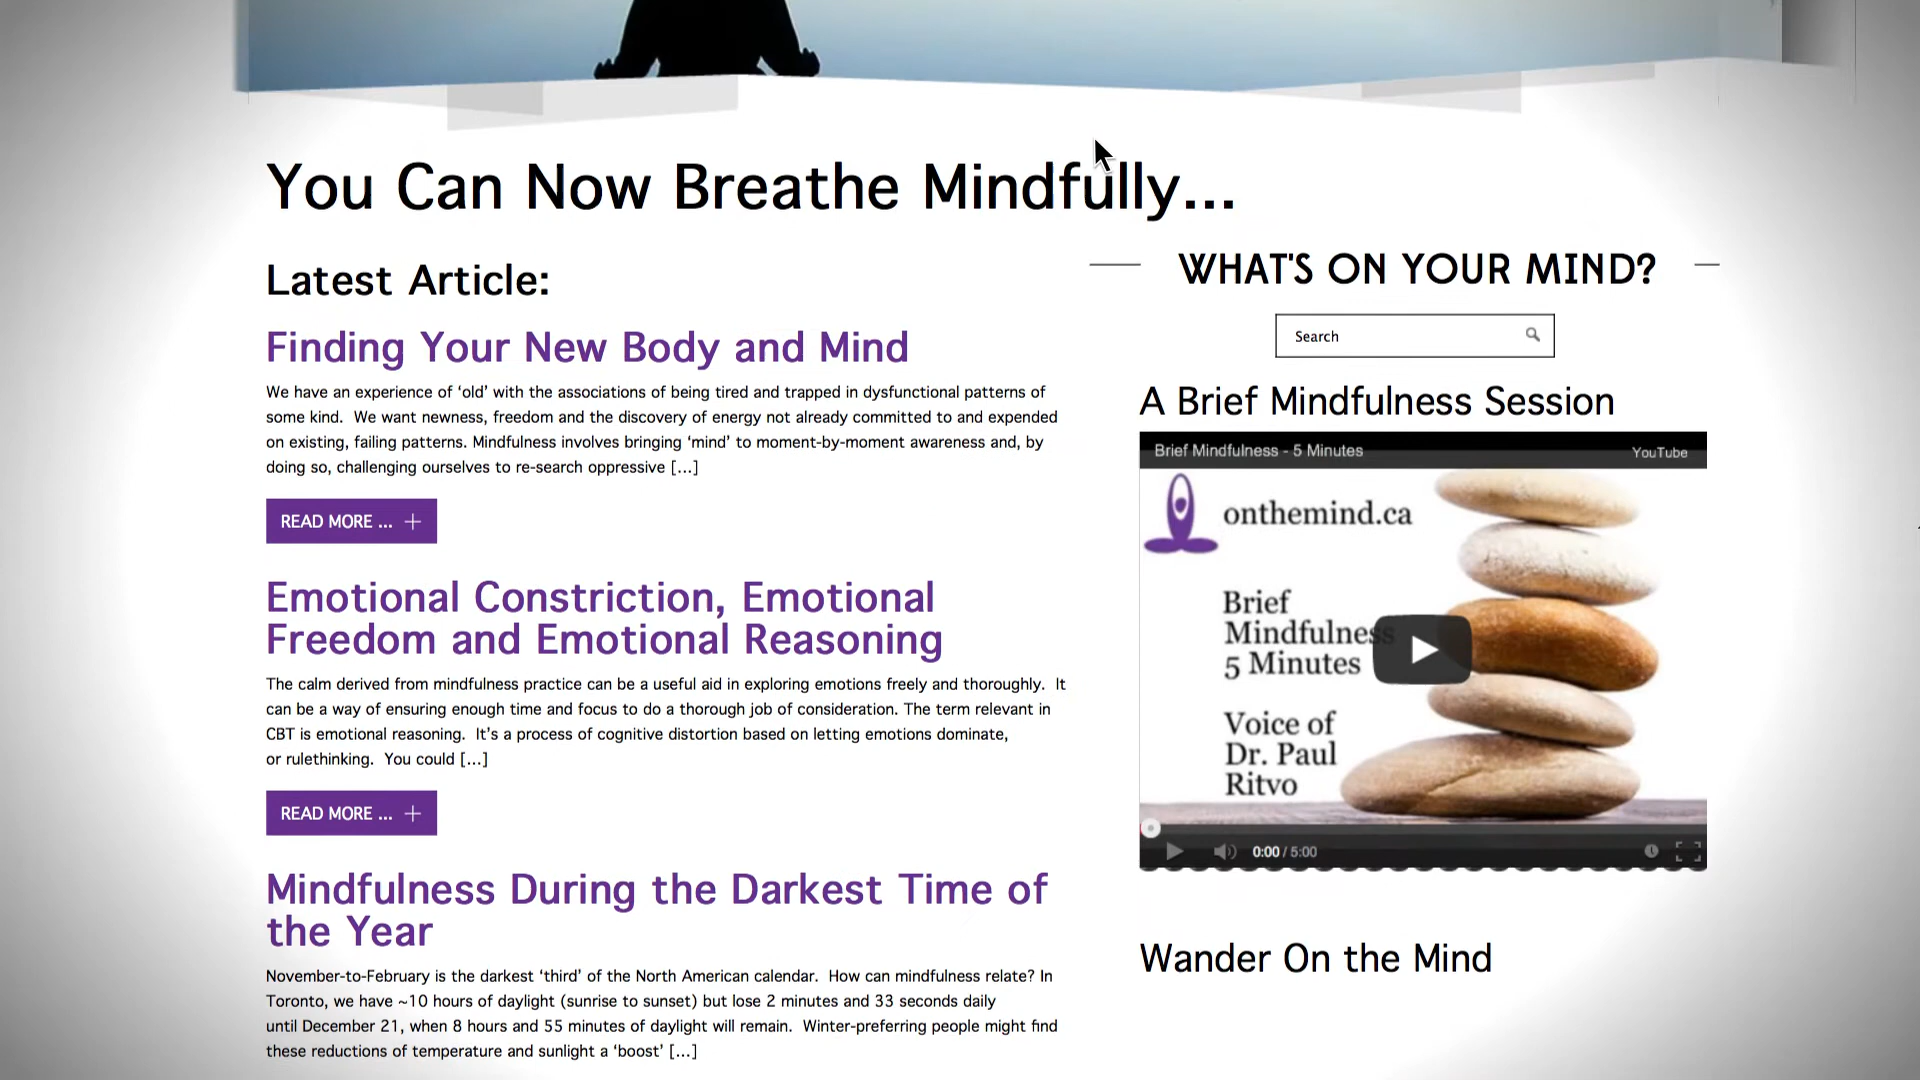 You Can Now Breathe Mindfully...
Latest Article:
Finding Your New Body and Mind
We have an experience of ‘old’ with the associations of being tired and trapped in dysfunctional patterns of
some kind.  We want newness, freedom and the discovery of energy not already committed to and expended
on existing, failing patterns. Mindfulness involves bringing ‘mind’ to moment-by-moment awareness and, by
doing so, challenging ourselves to re-search oppressive [...]
READ MORE ... +
Emotional Constriction, Emotional
Freedom and Emotional Reasoning
The calm derived from mindfulness practice can be a useful aid in exploring emotions freely and thoroughly.  It
can be a way of ensuring enough time and focus to do a thorough job of consideration. The term relevant in
CBT is emotional reasoning.  It’s a process of cognitive distortion based on letting emotions dominate,
or rulethinking.  You could [...]
READ MORE ... +
Mindfulness During the Darkest Time of
the Year
November-to-February is the darkest ‘third’ of the North American calendar.  How can mindfulness relate? In
Toronto, we have ~10 hours of daylight (sunrise to sunset) but lose 2 minutes and 33 seconds daily
until December 21, when 8 hours and 55 minutes of daylight will remain.  Winter-preferring people might find
these reductions of temperature and sunlight a ‘boost’ [...]
WHAT'S ON YOUR MIND?
Search
A Brief Mindfulness Session
Brief Mindfulness - 5 Minutes
YouTube
onthemind.ca
Brief
Mindfulness
5 Minutes
Voice of
Dr. Paul
Ritvo
0:00 / 5:00
Wander On the Mind